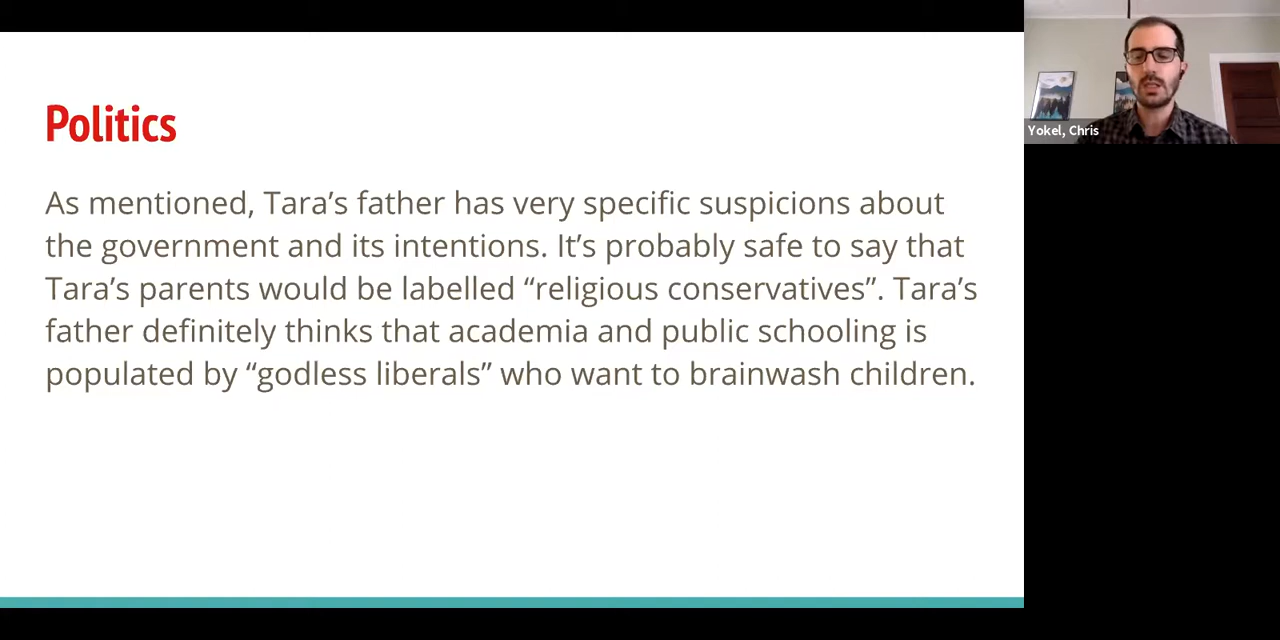 Politics
As mentioned, Tara’s father has very specific suspicions about
the government and its intentions. It’s probably safe to say that
Tara’s parents would be labelled “religious conservatives”. Tara’s
father definitely thinks that academia and public schooling is
populated by “godless liberals” who want to brainwash children.
Yokel, Chris